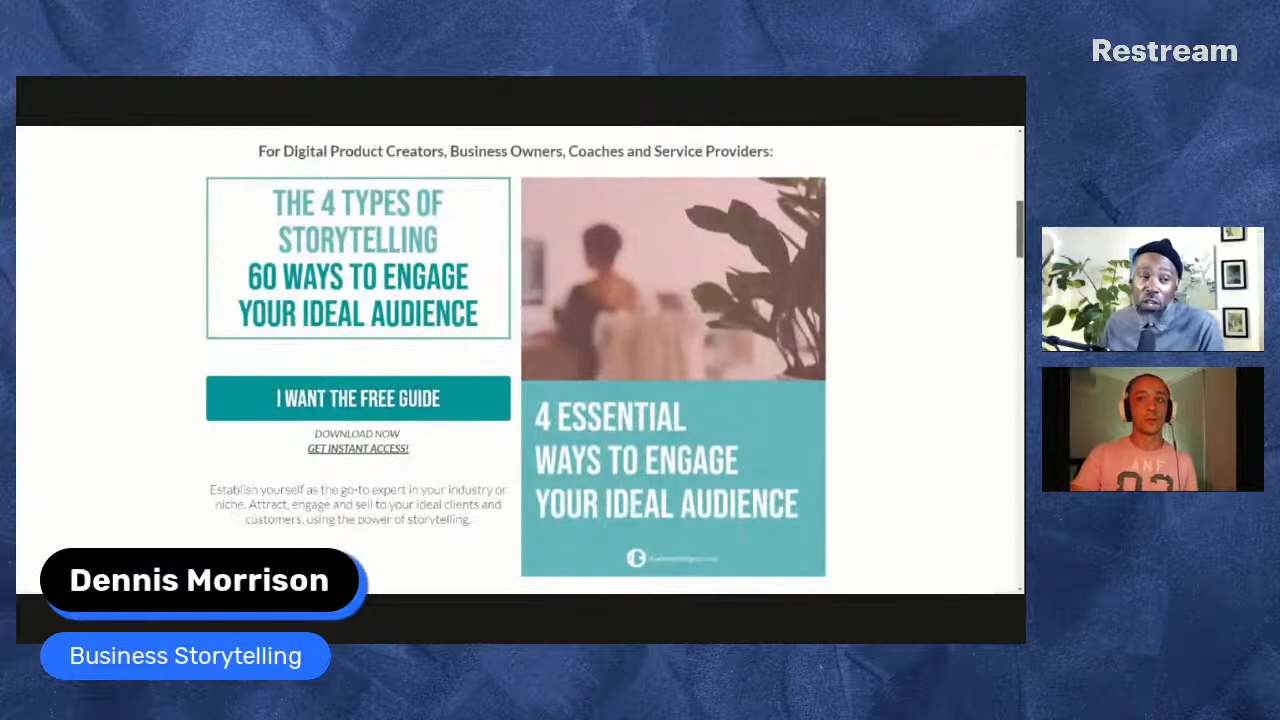 Restream
For Digital Product Creators, Business Owners, Coaches and Service Providers:
THE 4 TYPES OF
STORYTELLING
60 WAYS TO ENGAGE
YOUR IDEAL AUDIENCE
I WANT THE FREE GUIDE
DOWNLOAD NOW
GET INSTANT ACCESS!
Establish yourself as the go-to expert in your industry or
niche. Attract, engage and sell to your ideal clients and
customers, using the power of storytelling.
4 ESSENTIAL
WAYS TO ENGAGE
YOUR IDEAL AUDIENCE
Dennis Morrison
Business Storytelling